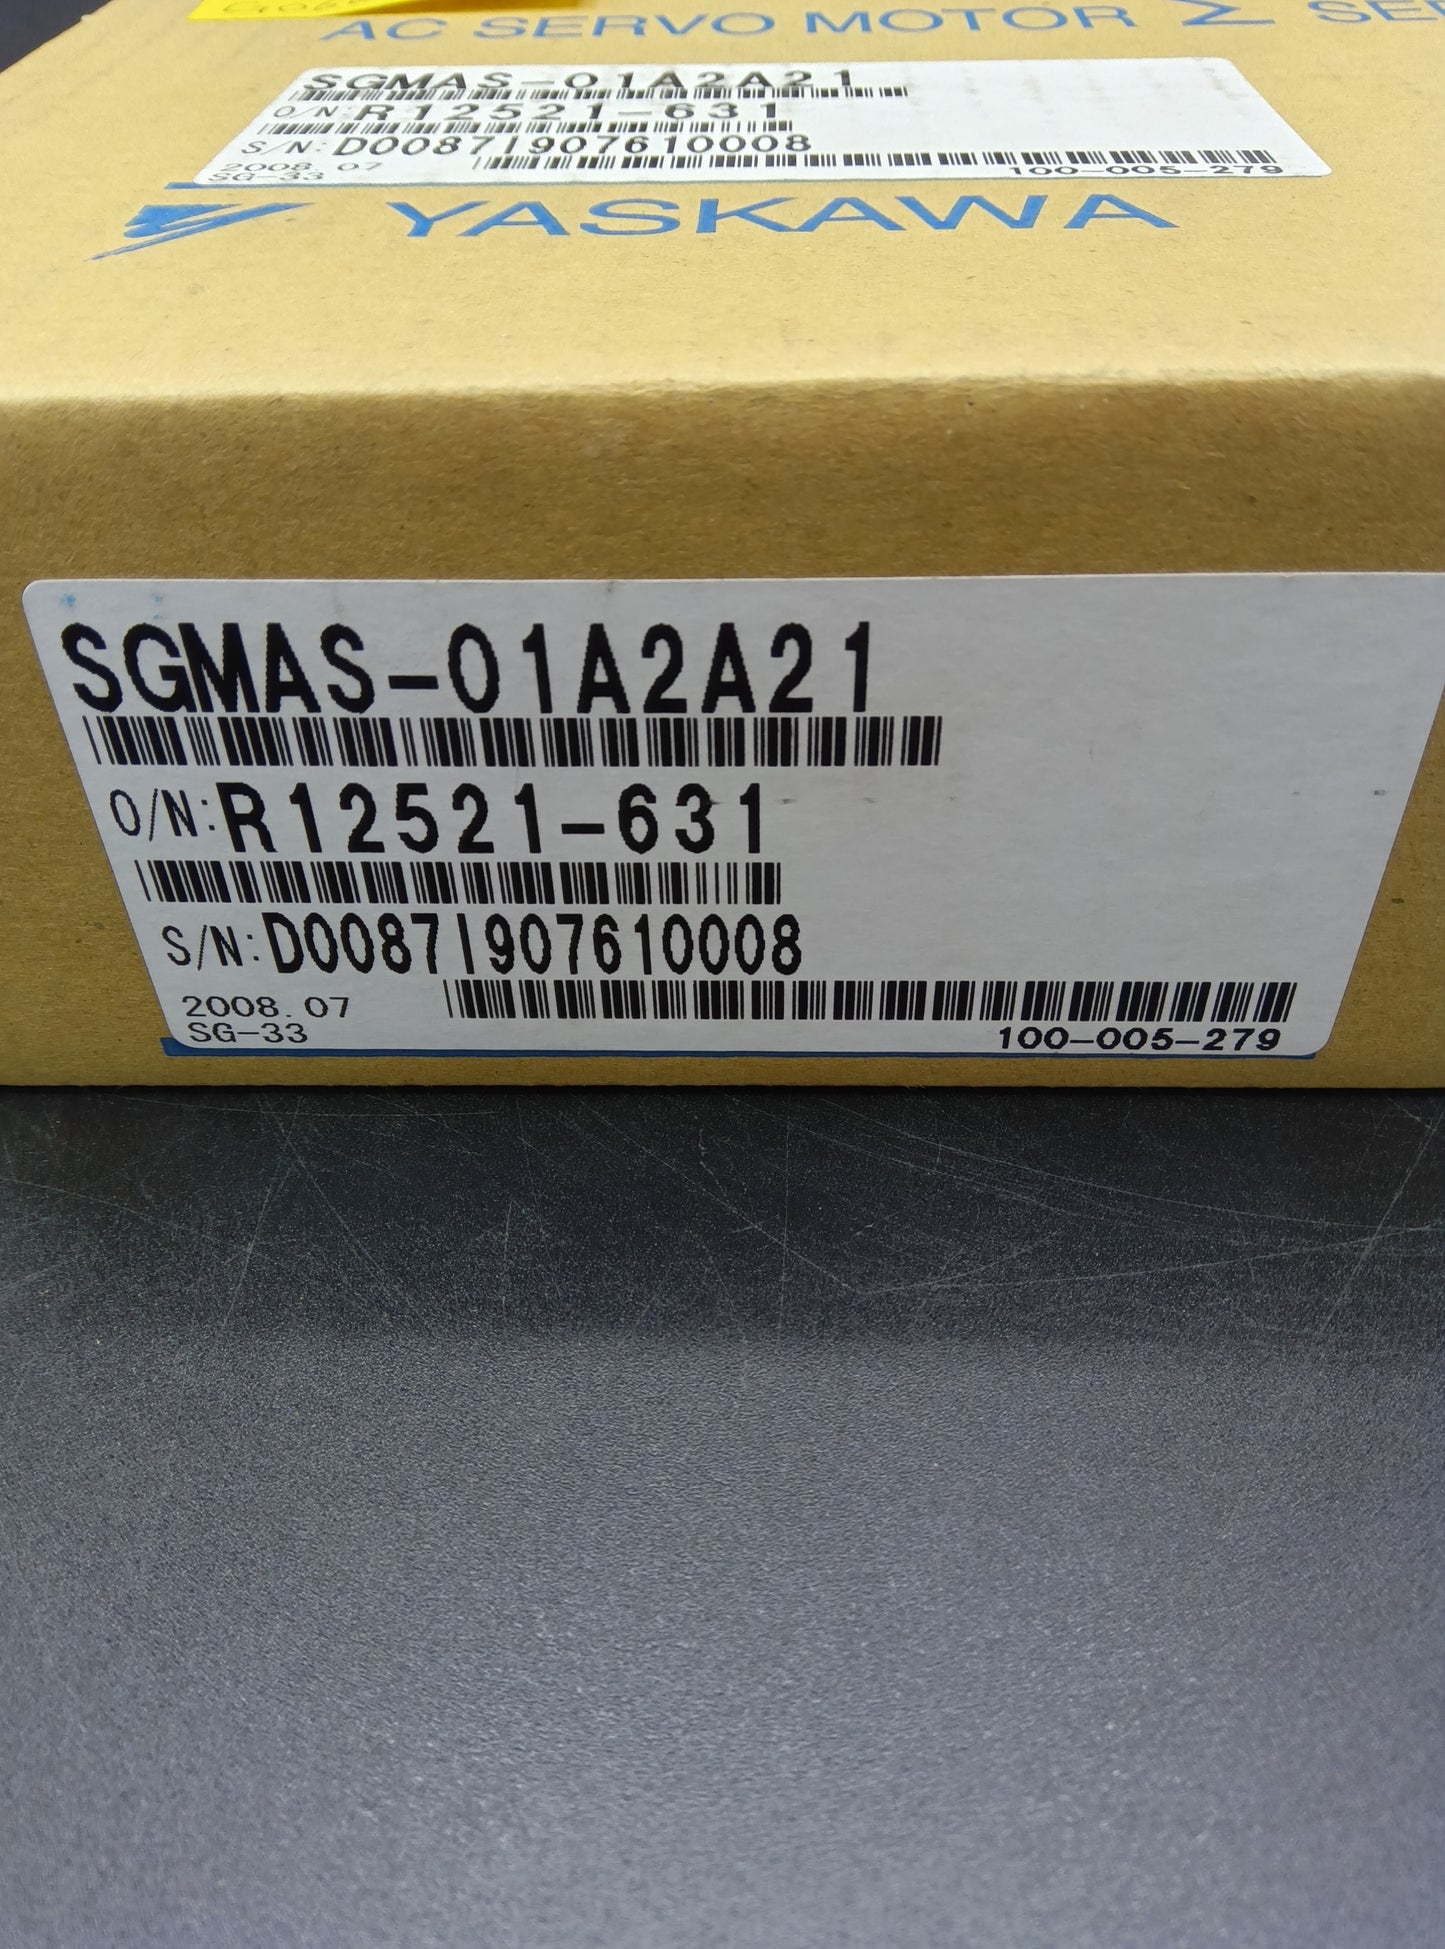 AC SERVO MOTOR Σ SE
SGMAS-01A2A21
O/N: R12521-631
S/N: D0087I907610008
2008.07
SG-33
100-005-279
YASKAWA
SGMAS-01A2A21
O/N: R12521-631
S/N: D0087I907610008
2008.07
SG-33
100-005-279